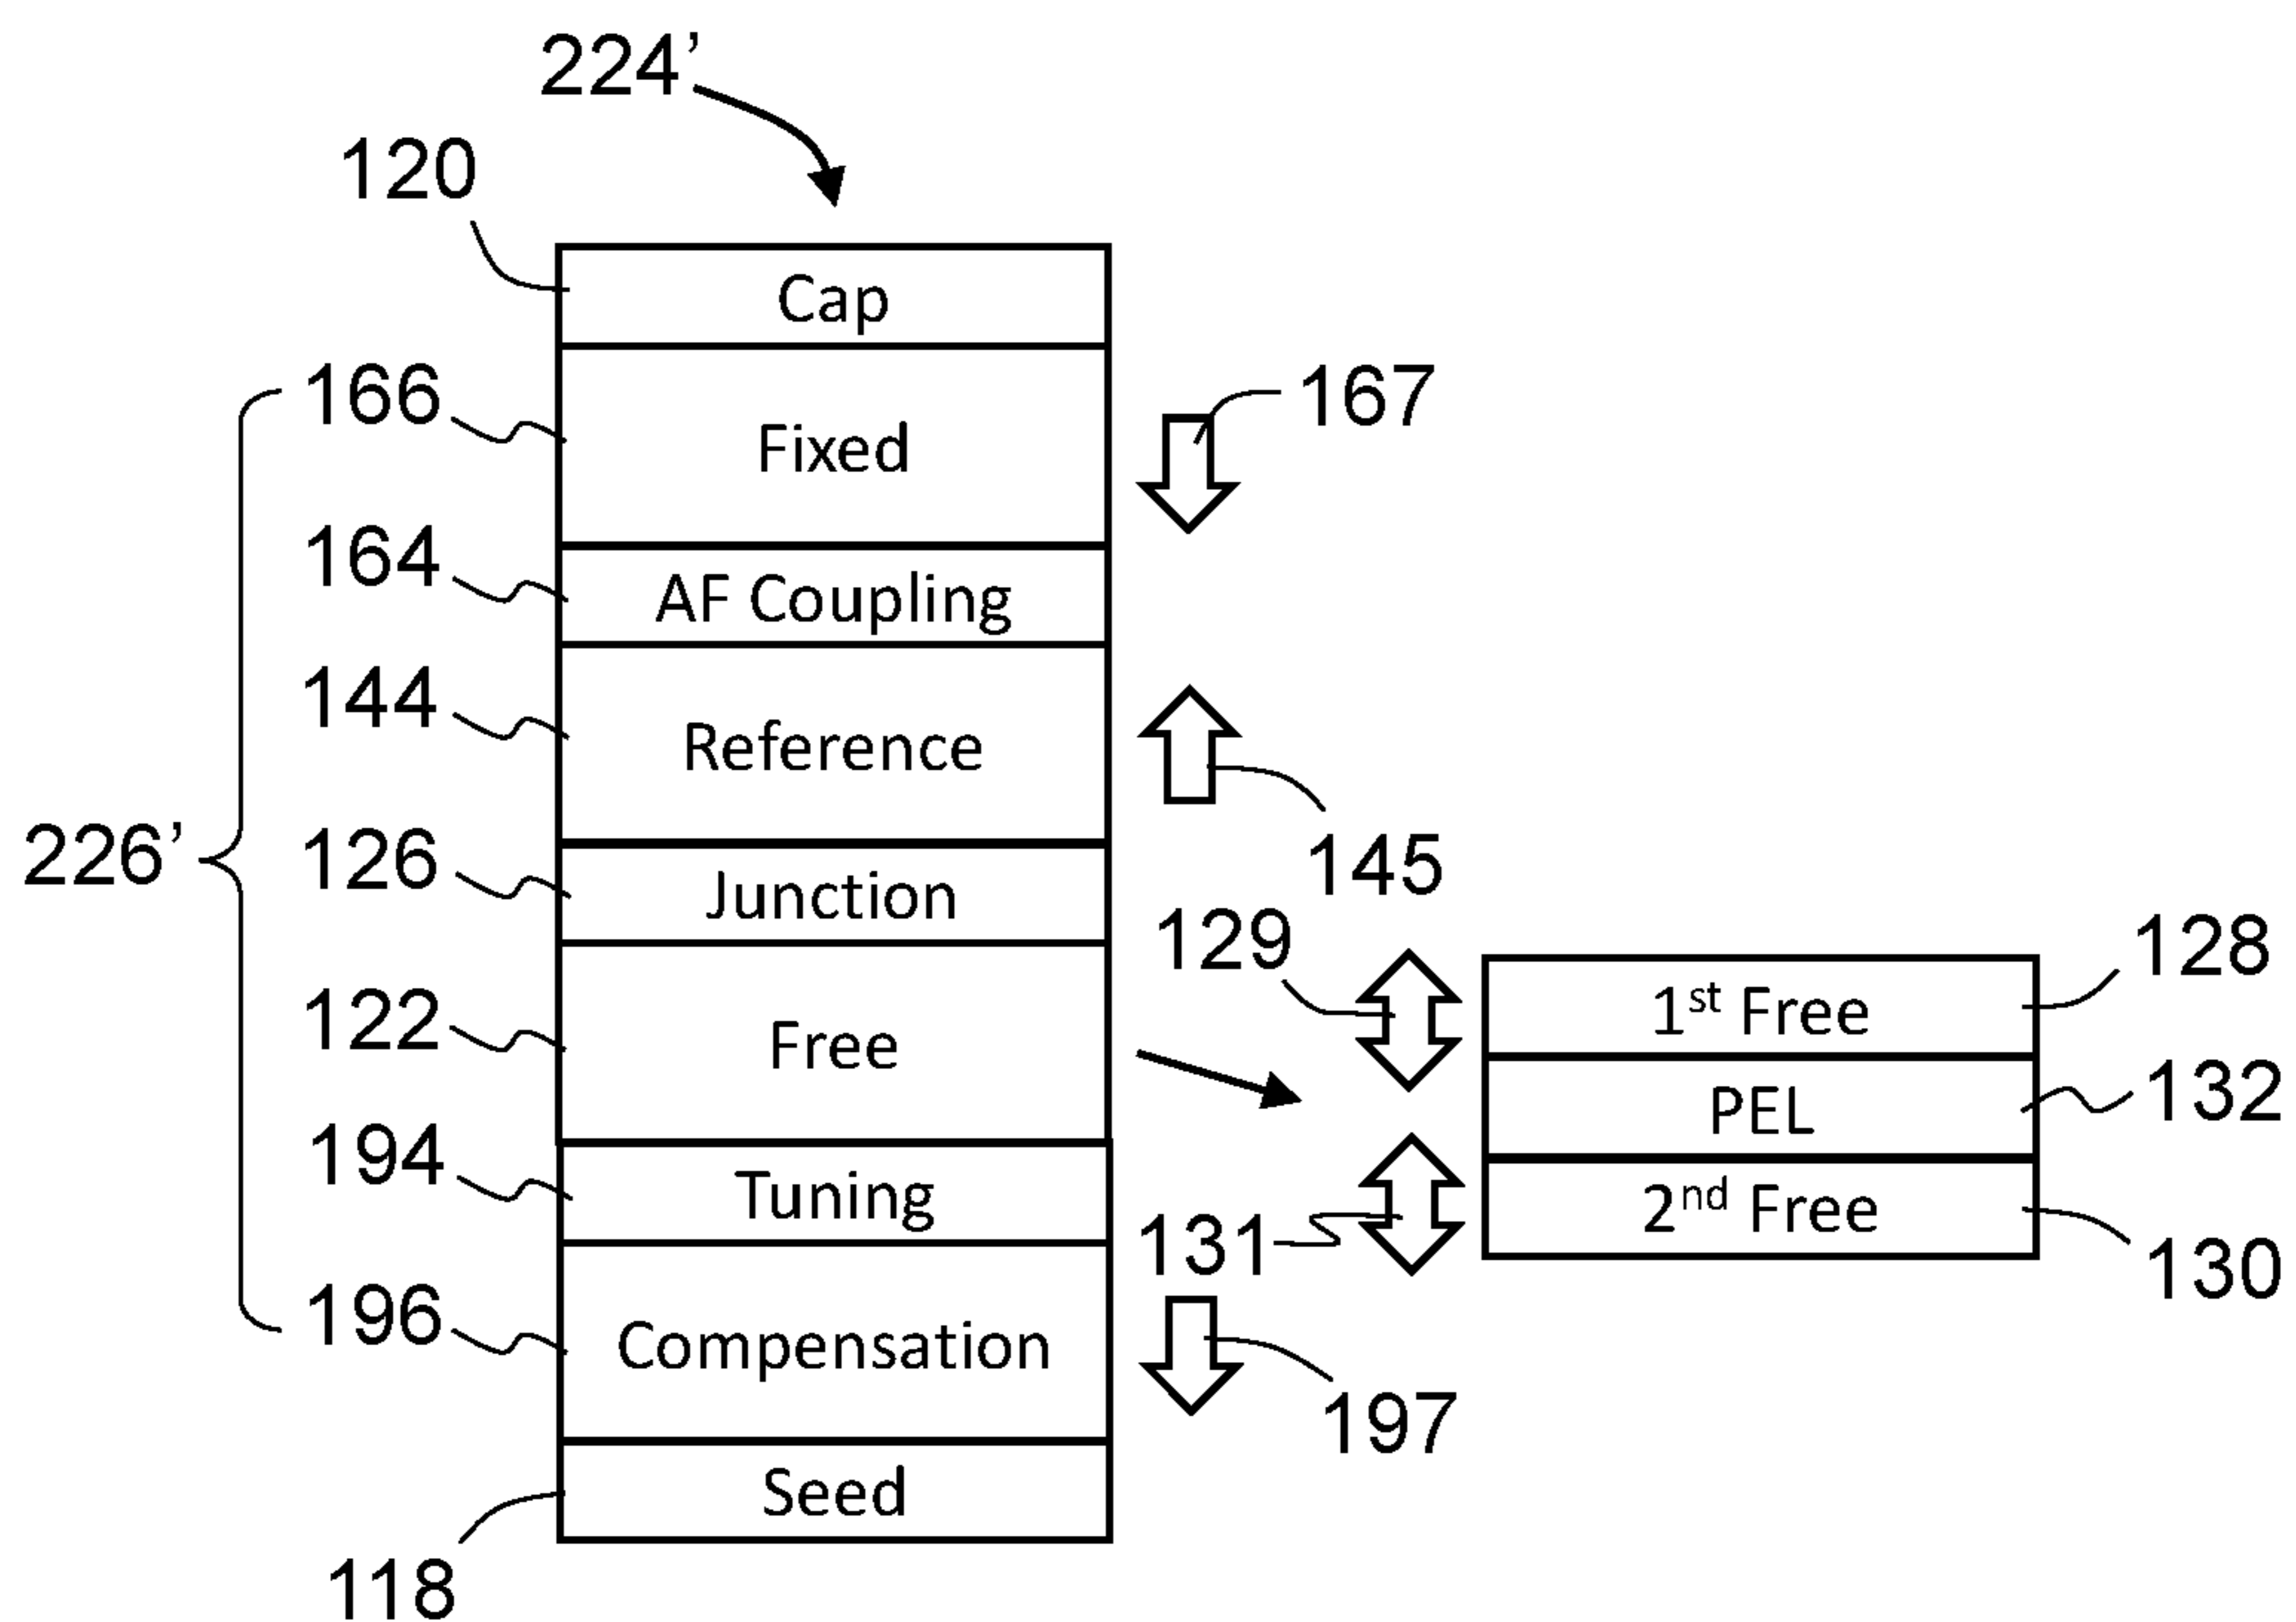 224’
120
Cap
166
Fixed
167
164
AF Coupling
144
Reference
145
226’
126
Junction
129
128
1st Free
122
Free
132
PEL
194
Tuning
131
2nd Free
130
196
Compensation
197
Seed
118